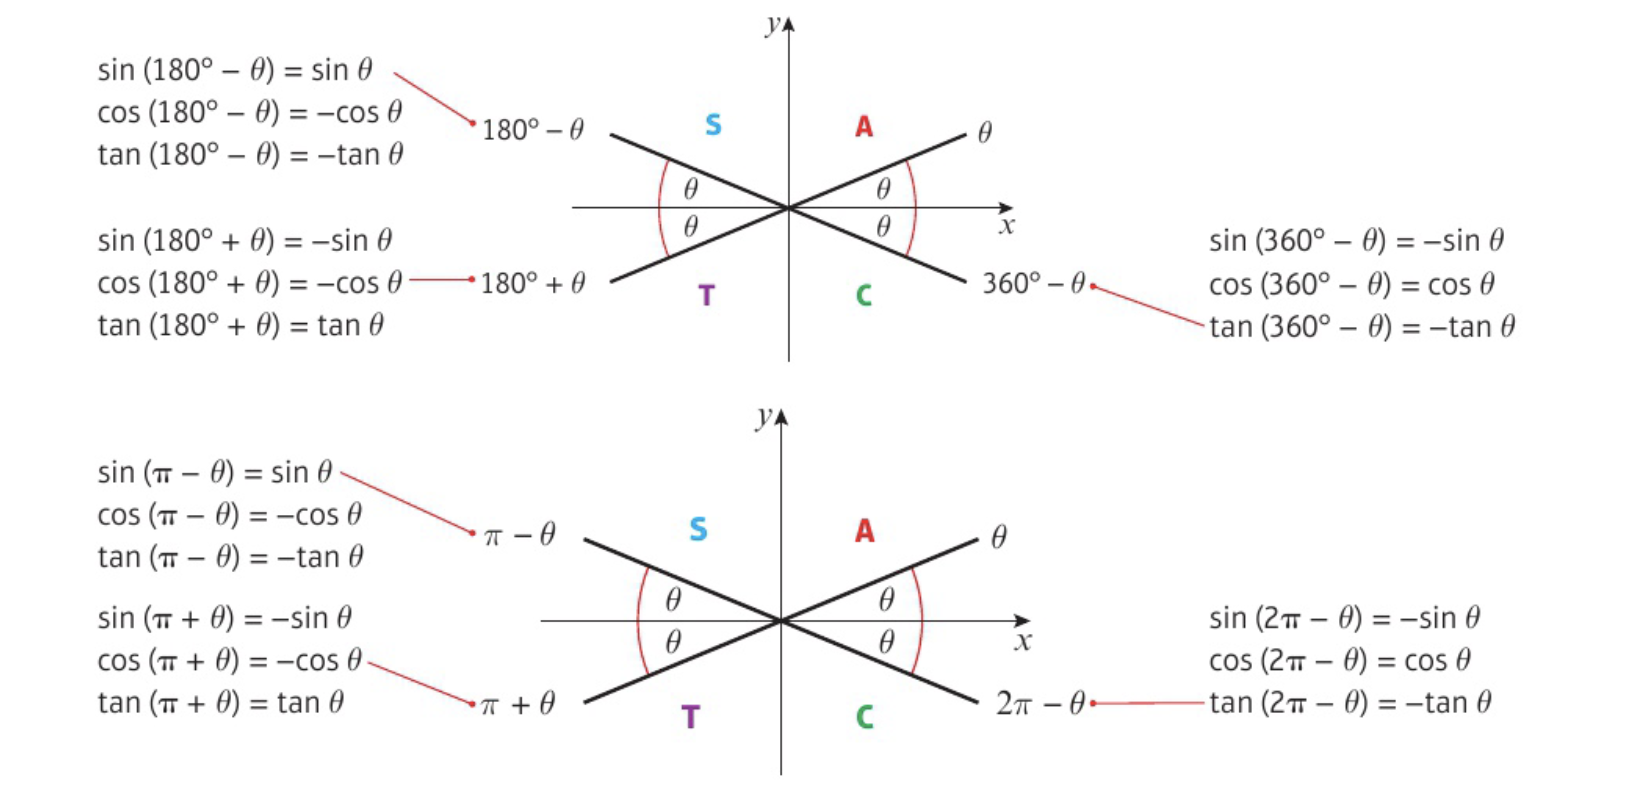 y
sin (180° – θ) = sin θ
cos (180° – θ) = –cos θ
tan (180° – θ) = –tan θ
180° – θ
S
A
θ
θ
θ
θ
θ
x
sin (180° + θ) = –sin θ
cos (180° + θ) = –cos θ
tan (180° + θ) = tan θ
180° + θ
T
C
360° – θ
sin (360° – θ) = –sin θ
cos (360° – θ) = cos θ
tan (360° – θ) = –tan θ
y
sin (π – θ) = sin θ
cos (π – θ) = –cos θ
tan (π – θ) = –tan θ
π – θ
S
A
θ
θ
θ
θ
θ
x
sin (π + θ) = –sin θ
cos (π + θ) = –cos θ
tan (π + θ) = tan θ
π + θ
T
C
2π – θ
sin (2π – θ) = –sin θ
cos (2π – θ) = cos θ
tan (2π – θ) = –tan θ